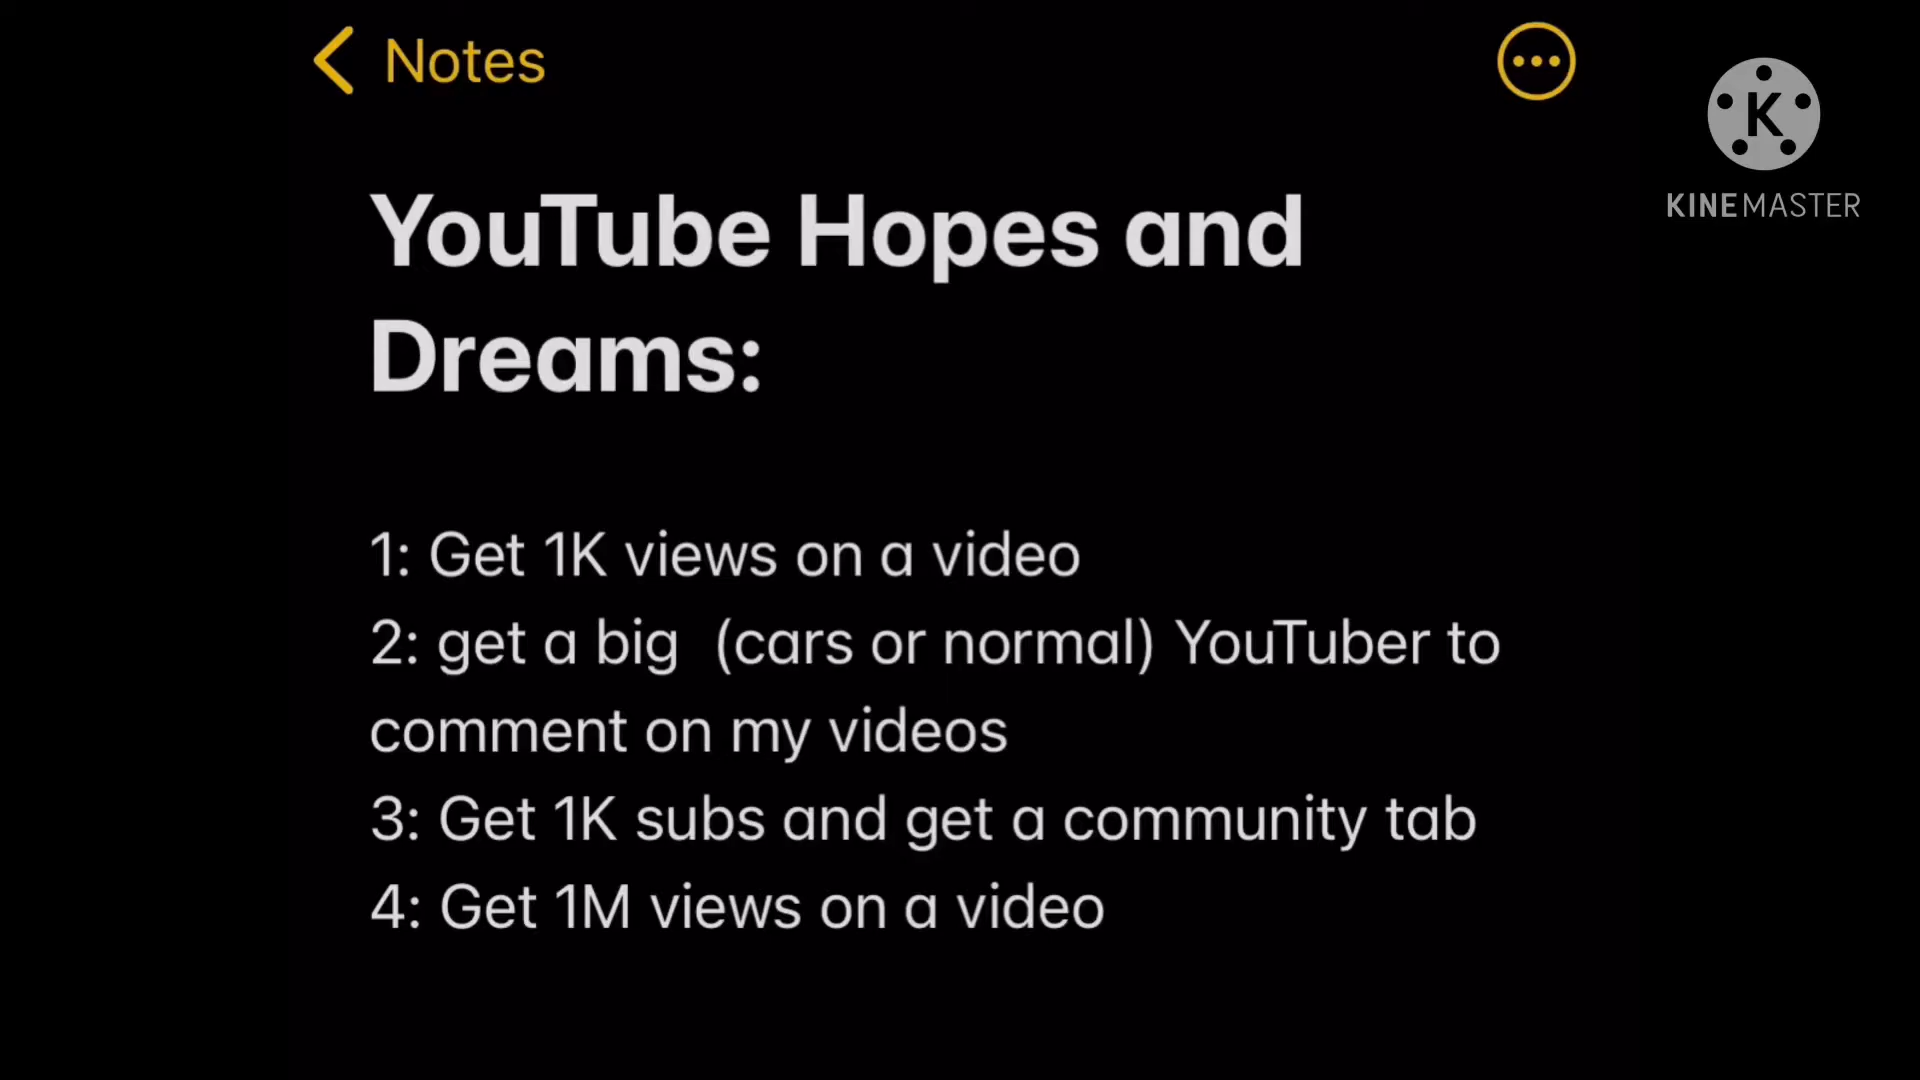 Notes
K
KINEMASTER
YouTube Hopes and
Dreams:
1: Get 1K views on a video
2: get a big  (cars or normal) YouTuber to
comment on my videos
3: Get 1K subs and get a community tab
4: Get 1M views on a video